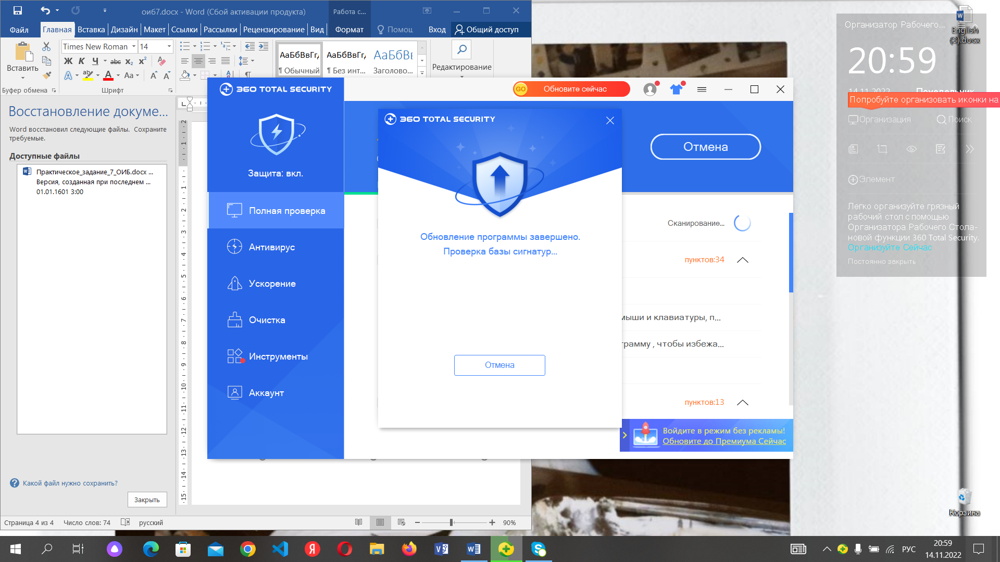 оиб7.docx - Word (Сбой активации продукта)
Работа с...
Файл
Главная
Вставка
Дизайн
Макет
Ссылки
Рассылки
Рецензирование
Вид
Формат
Помощ
Вход
Общий доступ
Вставить
Times New Roman
14
Ж К Ч abc x₂ x²
Aa
Буфер обмена
Шрифт
АаБбВвГг,
¶ Обычный
АаБбВвГг,
¶ Без инт...
АаБбВ
Заголово...
Редактирование
Восстановление докуме...
Word восстановил следующие файлы. Сохраните
требуемые.
Доступные файлы
Практическое_задание_7_ОИБ.docx ...
Версия, созданная при последнем ...
01.01.1601 3:00
Какой файл нужно сохранить?
Закрыть
Страница 4 из 4
Число слов: 74
русский
90%
360 TOTAL SECURITY
GO
Обновите сейчас
Защита: вкл.
Полная проверка
Антивирус
Ускорение
Очистка
Инструменты
Аккаунт
360 TOTAL SECURITY
Обновление программы завершено.
Проверка базы сигнатур...
Отмена
Отмена
Сканирование...
пунктов:34
мыши и клавиатуры, п...
грамму , чтобы избежа...
пунктов:13
Войдите в режим без рекламы!
Обновите до Премиума Сейчас
Организатор Рабочего...
English
(3).docx
20:59
14.11.2022
Понедельник
Попробуйте организовать иконки на
Организация
Поиск
Элемент
Легко организуйте грязный
рабочий стол с помощью
Организатора Рабочего Стола-
новой функции 360 Total Security.
Организуйте Сейчас
Постоянно закрыть
Корзина
РУС
20:59
14.11.2022